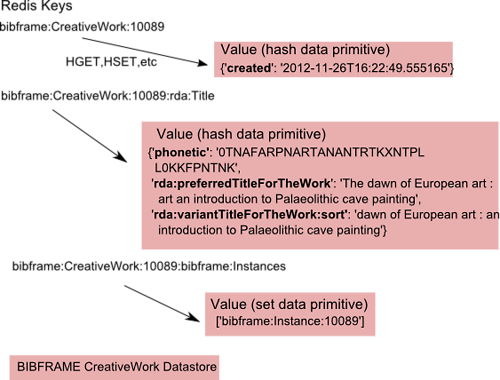 Redis Keys
bibframe:CreativeWork:10089
HGET,HSET,etc
Value (hash data primitive)
{'created': '2012-11-26T16:22:49.555165'}
bibframe:CreativeWork:10089:rda:Title
Value (hash data primitive)
{'phonetic': '0TNAFARPNARTANANTRTKXNTPL
L0KKFPNTNK',
'rda:preferredTitleForTheWork': 'The dawn of European art :
art an introduction to Palaeolithic cave painting',
'rda:variantTitleForTheWork:sort': 'dawn of European art : an
introduction to Palaeolithic cave painting'}
bibframe:CreativeWork:10089:bibframe:Instances
Value (set data primitive)
['bibframe:Instance:10089']
BIBFRAME CreativeWork Datastore